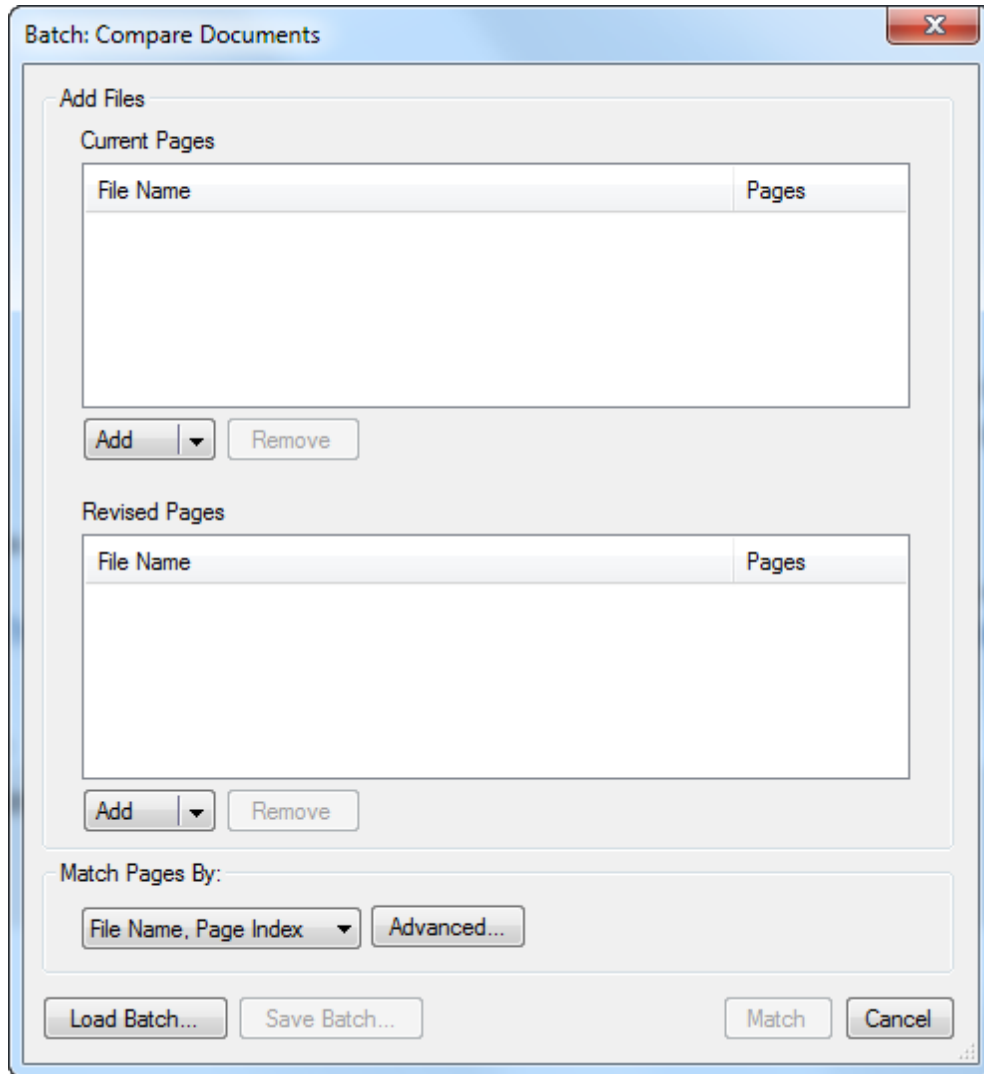 Batch: Compare Documents
Add Files
Current Pages
File Name Pages
Add Remove
Revised Pages
File Name Pages
Add Remove
Match Pages By:
File Name, Page Index Advanced...
Load Batch... Save Batch... Match Cancel